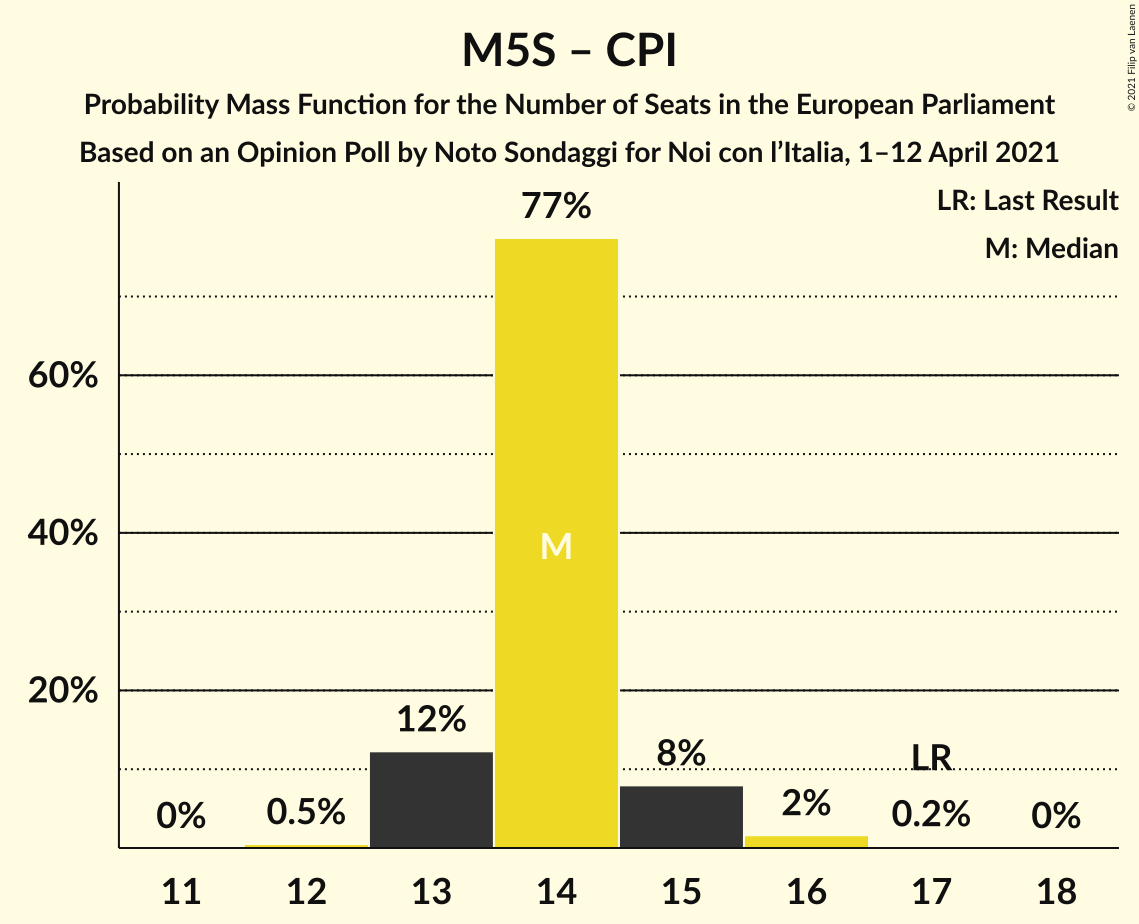 M5S – CPI
Probability Mass Function for the Number of Seats in the European Parliament
Based on an Opinion Poll by Noto Sondaggi for Noi con l’Italia, 1–12 April 2021
© 2021 Filip van Laenen
LR: Last Result
M: Median
77%
60%
40%
20%
M
12%
8%
LR
0%
0.5%
2%
0.2%
0%
11 12 13 14 15 16 17 18